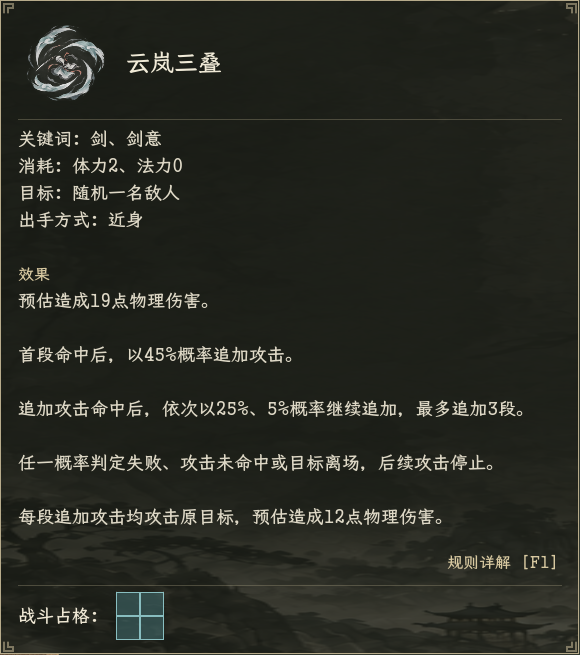 云岚三叠
关键词: 剑、剑意
消耗: 体力2、法力0
目标: 随机一名敌人
出手方式: 近身
效果
预估造成19点物理伤害。
首段命中后, 以45%概率追加攻击。
追加攻击命中后, 依次以25%、5%概率继续追加, 最多追加3段。
任一概率判定失败、攻击未命中或目标离场, 后续攻击停止。
每段追加攻击均攻击原目标, 预估造成12点物理伤害。
规则详解 [F1]
战斗占格: